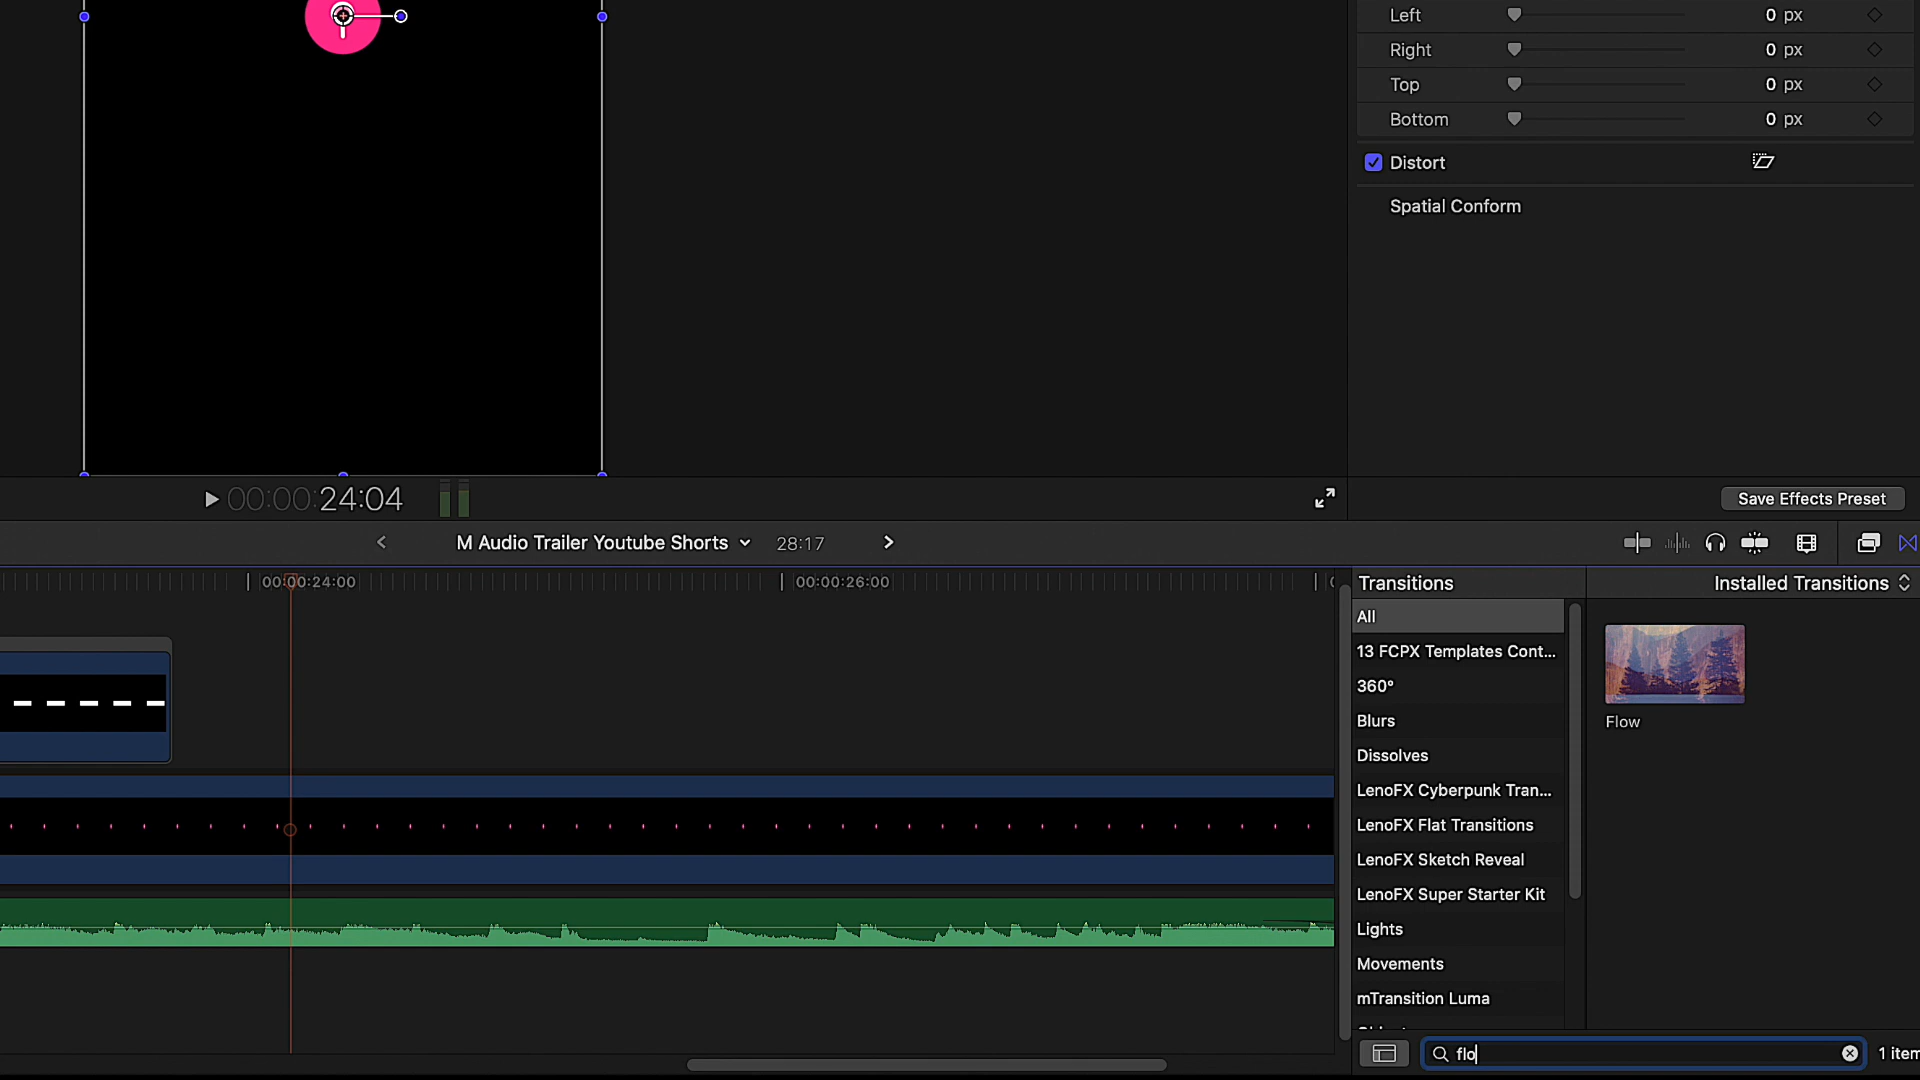 Left 0 px
Right 0 px
Top 0 px
Bottom 0 px
Distort
Spatial Conform
00:00:24:04
Save Effects Preset
M Audio Trailer Youtube Shorts 28:17
00:00:24:00
00:00:26:00
Transitions
Installed Transitions
All
13 FCPX Templates Cont...
360°
Blurs
Dissolves
LenoFX Cyberpunk Tran...
LenoFX Flat Transitions
LenoFX Sketch Reveal
LenoFX Super Starter Kit
Lights
Movements
mTransition Luma
Flow
flo
1 item